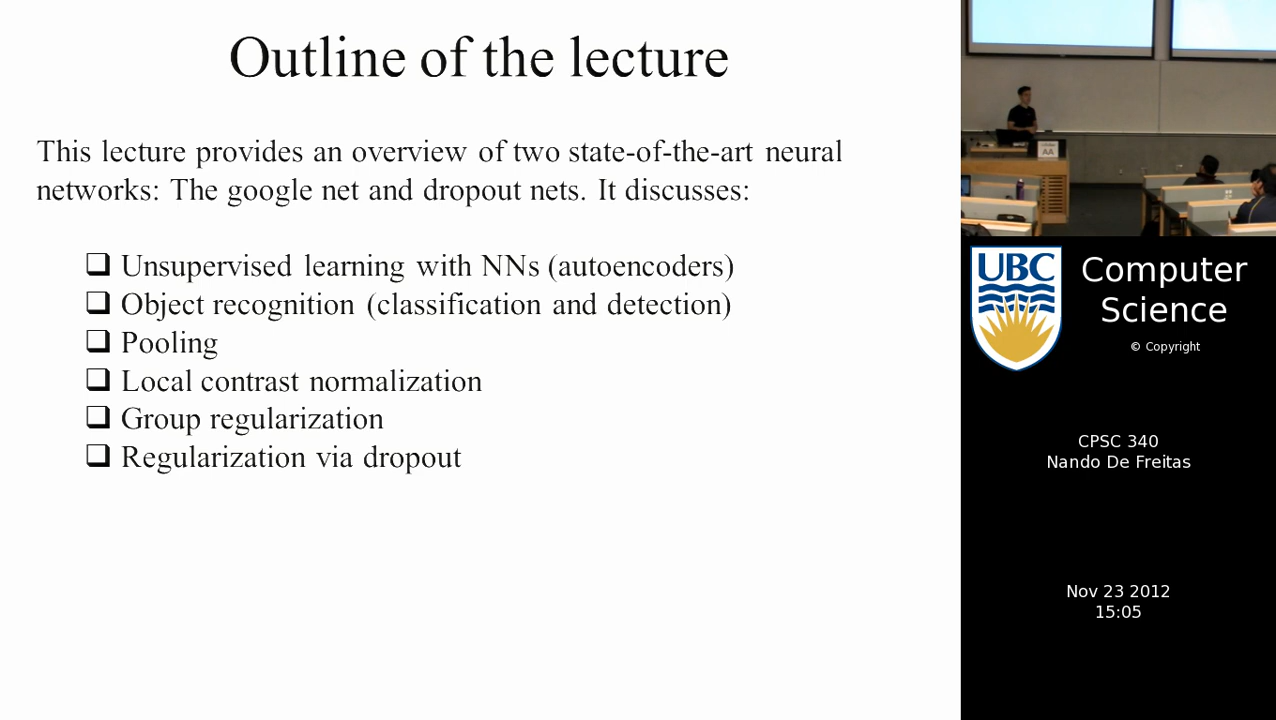 Outline of the lecture
This lecture provides an overview of two state-of-the-art neural
networks: The google net and dropout nets. It discusses:
❑ Unsupervised learning with NNs (autoencoders)
❑ Object recognition (classification and detection)
❑ Pooling
❑ Local contrast normalization
❑ Group regularization
❑ Regularization via dropout
AA
UBC
Computer
Science
© Copyright
CPSC 340
Nando De Freitas
Nov 23 2012
15:05